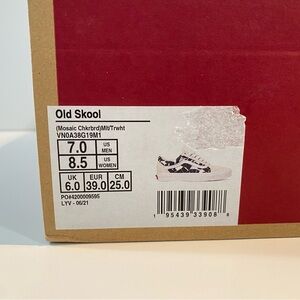 Old Skool
(Mosaic Chkrbrd)Mlt/Trwht
VN0A38G19M1
7.0 US MEN
8.5 US WOMEN
UK EUR CM
6.0 39.0 25.0
PO#4200009595
LYV - 06/21
1 95439 33908 8